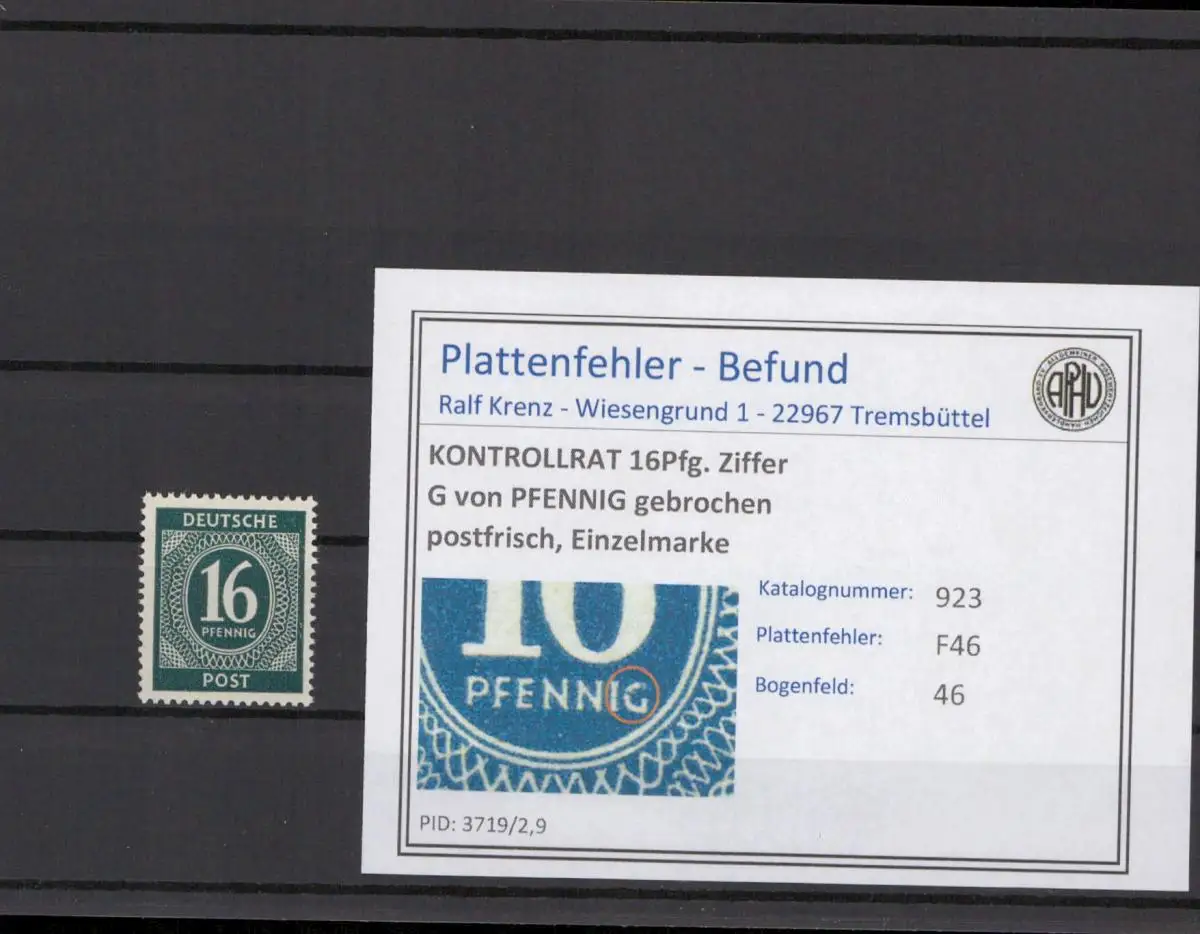 DEUTSCHE
16
PFENNIG
POST
Plattenfehler - Befund
Ralf Krenz - Wiesengrund 1 - 22967 Tremsbüttel
APHV
KONTROLLRAT 16Pfg. Ziffer
G von PFENNIG gebrochen
postfrisch, Einzelmarke
PFENNIG
Katalognummer: 923
Plattenfehler: F46
Bogenfeld: 46
PID: 3719/2,9